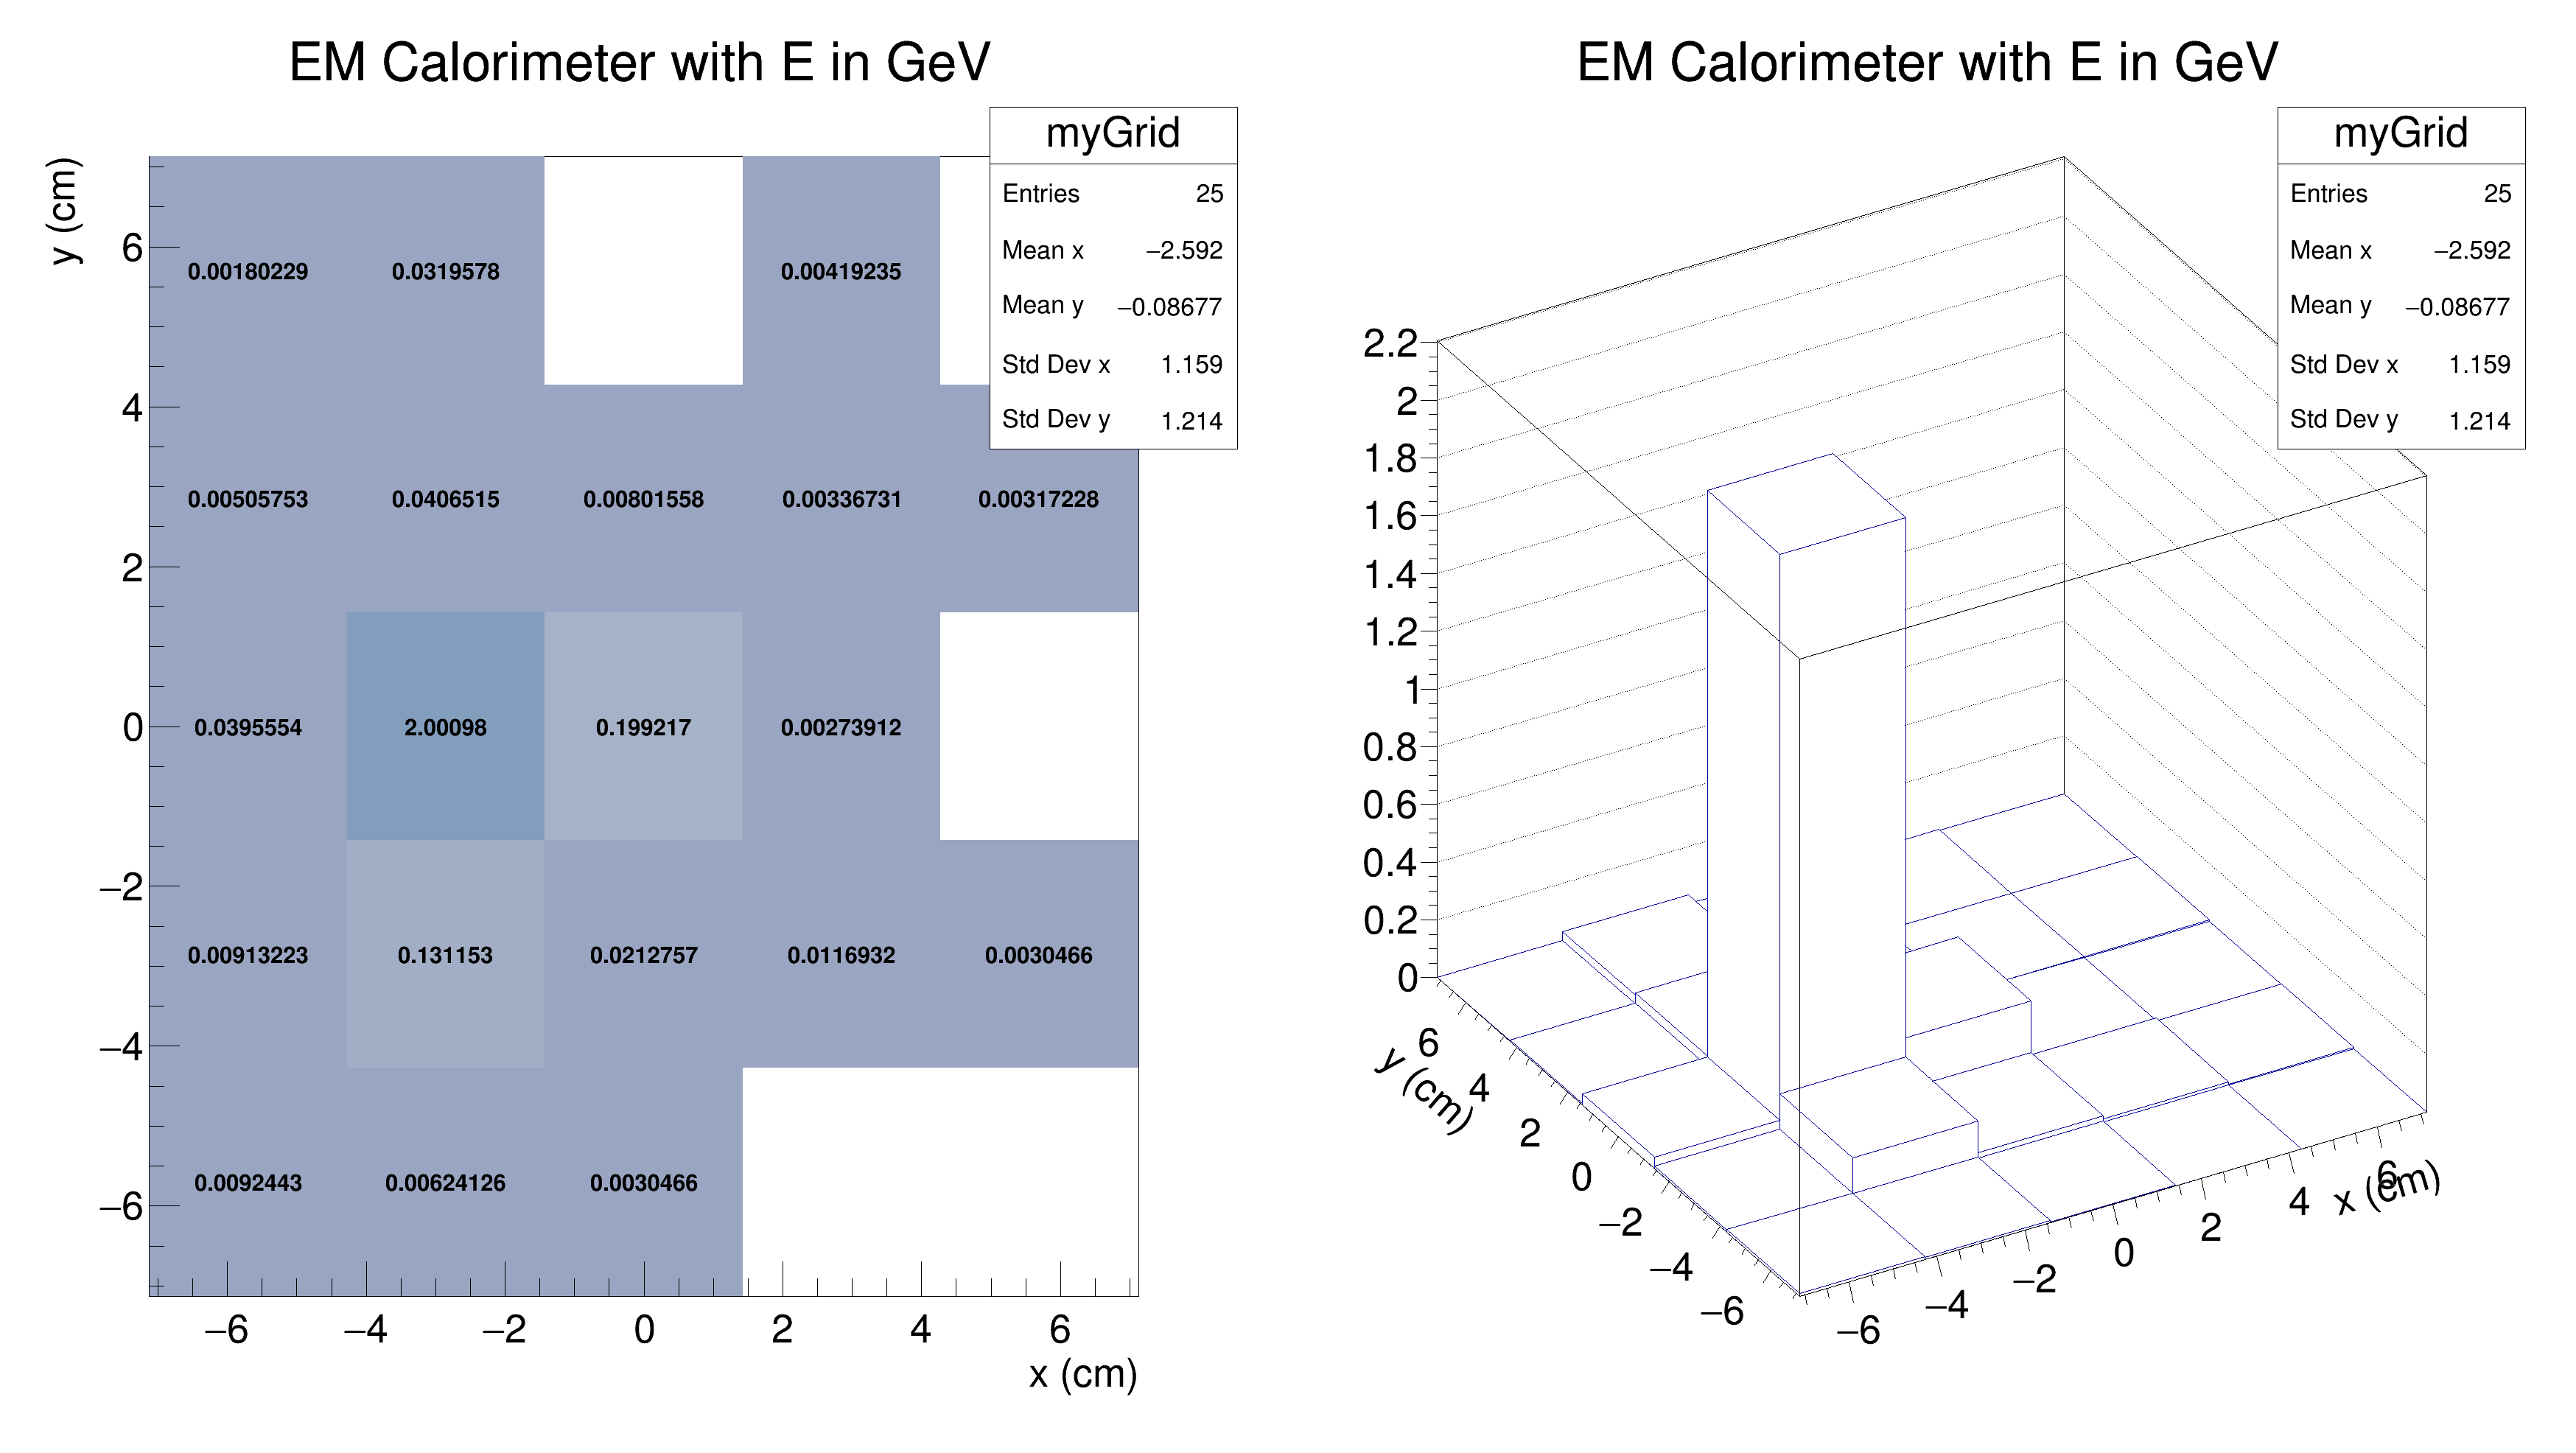 EM Calorimeter with E in GeV
myGrid
Entries 25
Mean x −2.592
Mean y −0.08677
Std Dev x 1.159
Std Dev y 1.214
y (cm)
6
4
2
0
−2
−4
−6
0.00180229 0.0319578 0.00419235
0.00505753 0.0406515 0.00801558 0.00336731 0.00317228
0.0395554 2.00098 0.199217 0.00273912
0.00913223 0.131153 0.0212757 0.0116932 0.0030466
0.0092443 0.00624126 0.0030466
−6 −4 −2 0 2 4 6
x (cm)
EM Calorimeter with E in GeV
myGrid
Entries 25
Mean x −2.592
Mean y −0.08677
Std Dev x 1.159
Std Dev y 1.214
2.2
2
1.8
1.6
1.4
1.2
1
0.8
0.6
0.4
0.2
0
y (cm)
6
4
2
0
−2
−4
−6
−6
−4
−2
0
2
4
6
x (cm)